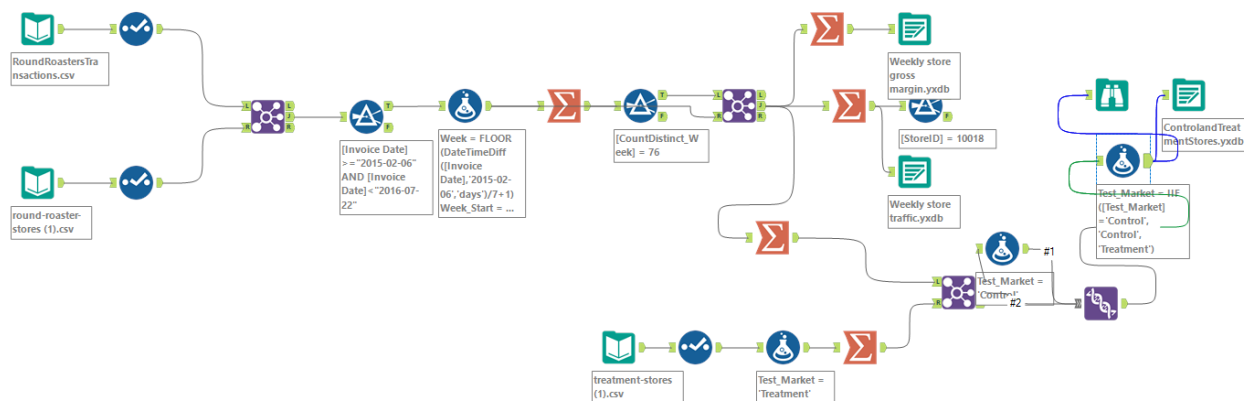 RoundRoastersTra
nsactions.csv
round-roaster-
stores (1).csv
L
R
L
J
R
T
F
[Invoice Date]
>="2015-02-06"
AND [Invoice
Date]<"2016-07-
22"
Week = FLOOR
(DateTimeDiff
([Invoice
Date],'2015-02-
06','days')/7+1)
Week_Start = ...
T
F
[CountDistinct_W
eek] = 76
L
R
L
J
R
Weekly store
gross
margin.yxdb
T
F
[StoreID] = 10018
Weekly store
traffic.yxdb
ControlandTreat
mentStores.yxdb
Test_Market = IIF
([Test_Market]
='Control',
'Control',
'Treatment')
#1
Test_Market =
'Control'
#2
L
R
L
J
R
treatment-stores
(1).csv
Test_Market =
'Treatment'